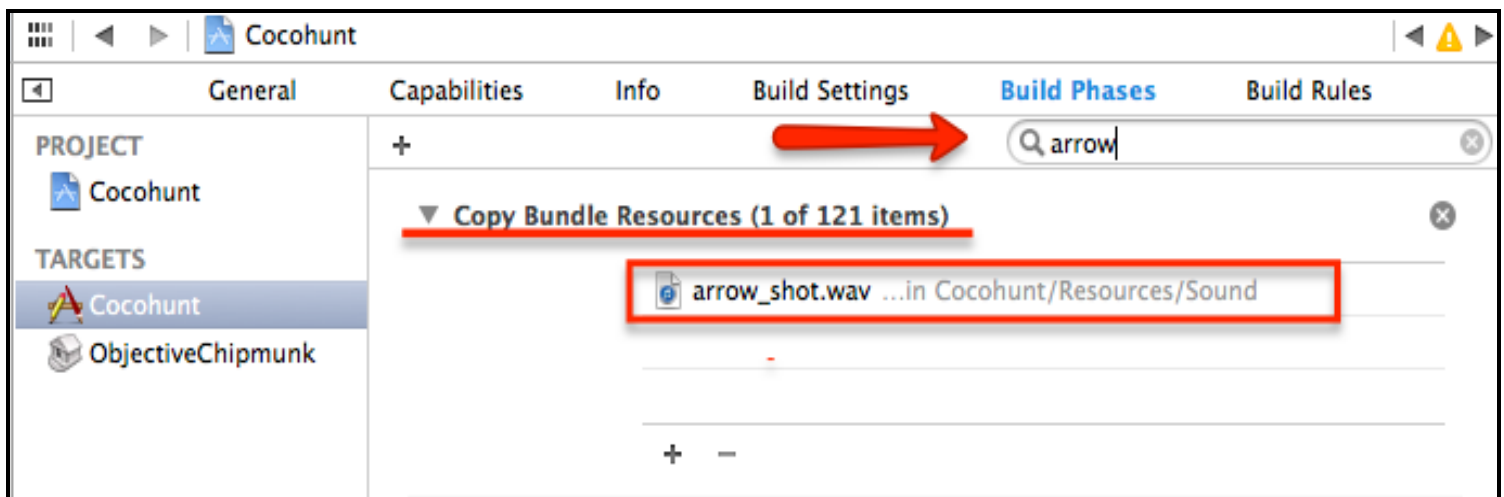 Cocohunt
General Capabilities Info Build Settings Build Phases Build Rules
PROJECT
Cocohunt
TARGETS
Cocohunt
ObjectiveChipmunk
+
arrow
Copy Bundle Resources (1 of 121 items)
arrow_shot.wav ...in Cocohunt/Resources/Sound
+ −